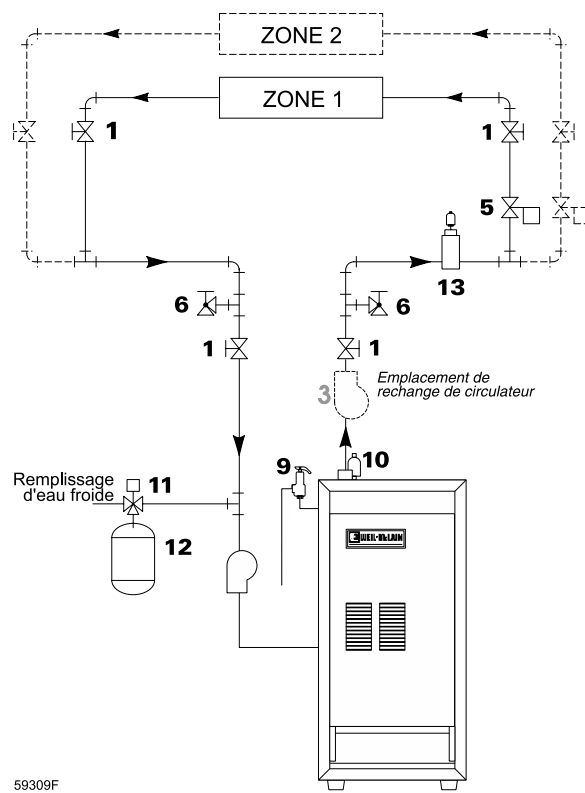 ZONE 2
ZONE 1
1
1
5
13
6
6
1
1
3
Emplacement de
rechange de circulateur
9
10
Remplissage
d'eau froide
11
12
WEIL-McLAIN
59309F